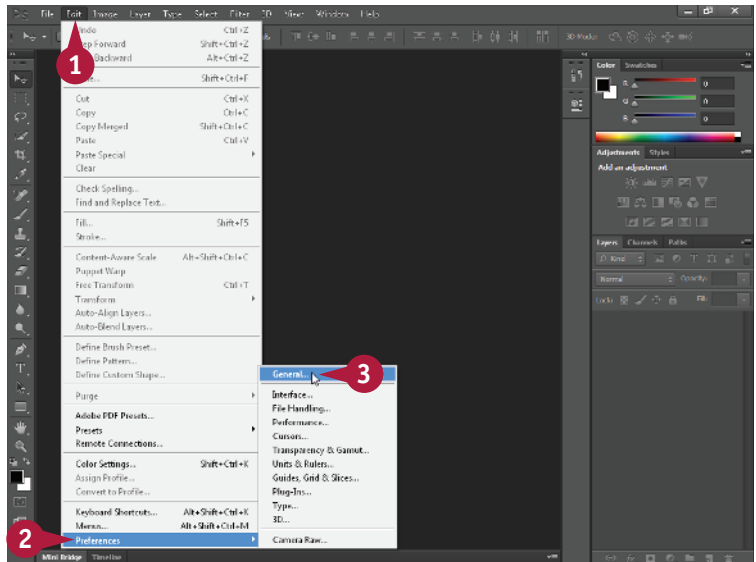 Ps File Edit Image Layer Type Select Filter 3D View Window Help
3D Mode:
1
Undo Ctrl+Z
Step Forward Shift+Ctrl+Z
Step Backward Alt+Ctrl+Z
Shift+Ctrl+F
Cut Ctrl+X
Copy Ctrl+C
Copy Merged Shift+Ctrl+C
Paste Ctrl+V
Paste Special
Clear
Check Spelling...
Find and Replace Text...
Fill... Shift+F5
Stroke...
Content-Aware Scale Alt+Shift+Ctrl+C
Puppet Warp
Free Transform Ctrl+T
Transform
Auto-Align Layers...
Auto-Blend Layers...
Define Brush Preset...
Define Pattern...
Define Custom Shape...
Purge
Adobe PDF Presets...
Presets
Remote Connections...
Color Settings... Shift+Ctrl+K
Assign Profile...
Convert to Profile...
Keyboard Shortcuts... Alt+Shift+Ctrl+K
Menus... Alt+Shift+Ctrl+M
2
Preferences
General...
3
Interface...
File Handling...
Performance...
Cursors...
Transparency & Gamut...
Units & Rulers...
Guides, Grid & Slices...
Plug-Ins...
Type...
3D...
Camera Raw...
Mini Bridge Timeline
Color Swatches
R 0
G 0
B 0
Adjustments Styles
Add an adjustment
Layers Channels Paths
Kind
Normal Opacity:
Lock: Fill: